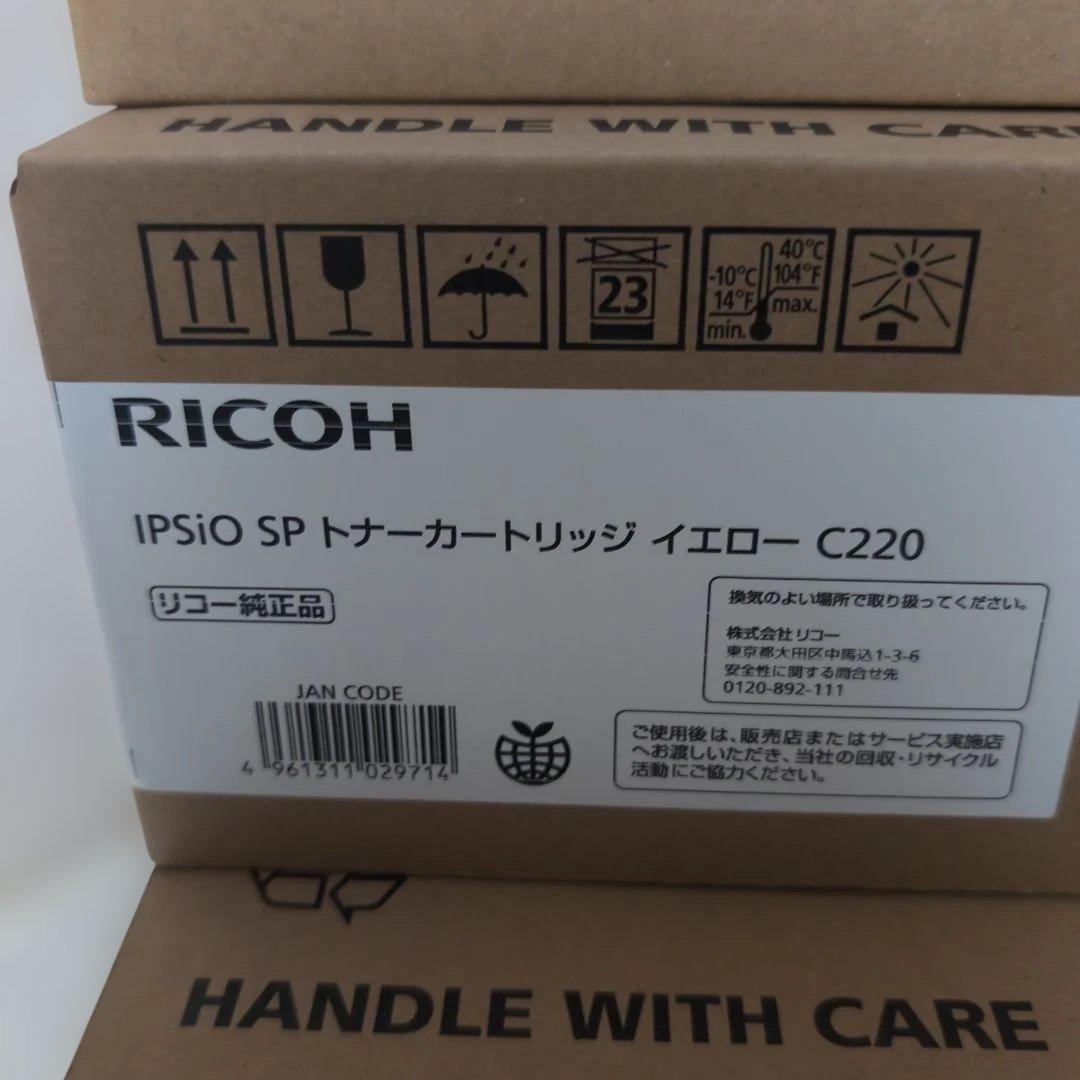 HANDLE WITH CARE
23
-10°C
14°F
min.
40°C
104°F
max.
RICOH
IPSiO SP トナーカートリッジ イエロー C220
リコー純正品
換気のよい場所で取り扱ってください。
株式会社リコー
東京都大田区中馬込1-3-6
安全性に関する問合せ先
0120-892-111
JAN CODE
4 961311 029714
ご使用後は、販売店またはサービス実施店
へお渡しいただき、当社の回収・リサイクル
活動にご協力ください。
HANDLE WITH CARE